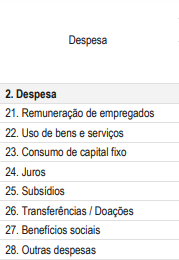 Despesa
2. Despesa
21. Remuneração de empregados
22. Uso de bens e serviços
23. Consumo de capital fixo
24. Juros
25. Subsídios
26. Transferências / Doações
27. Benefícios sociais
28. Outras despesas